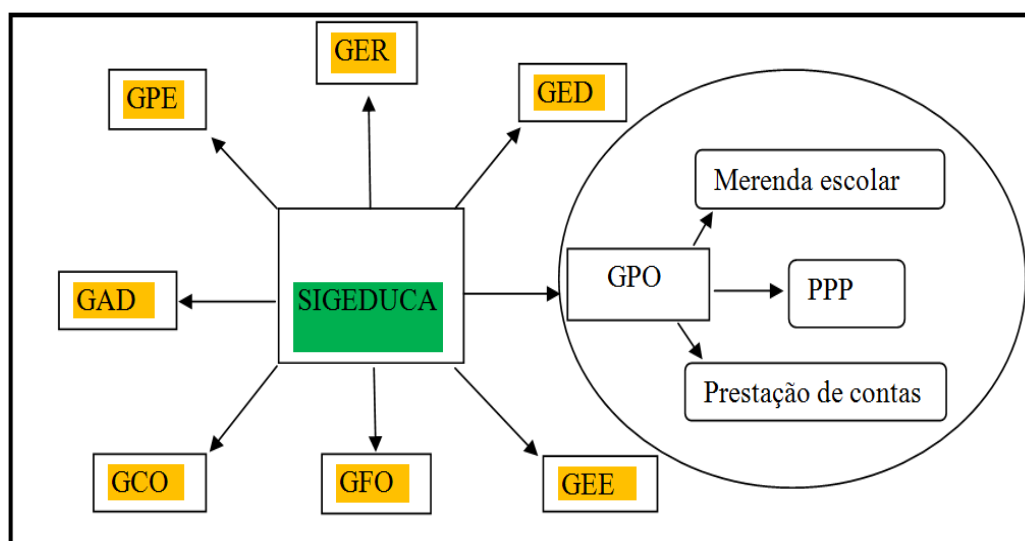 GER
GPE
GED
Merenda escolar
GPO
PPP
SIGEDUCA
GAD
Prestação de contas
GCO
GFO
GEE